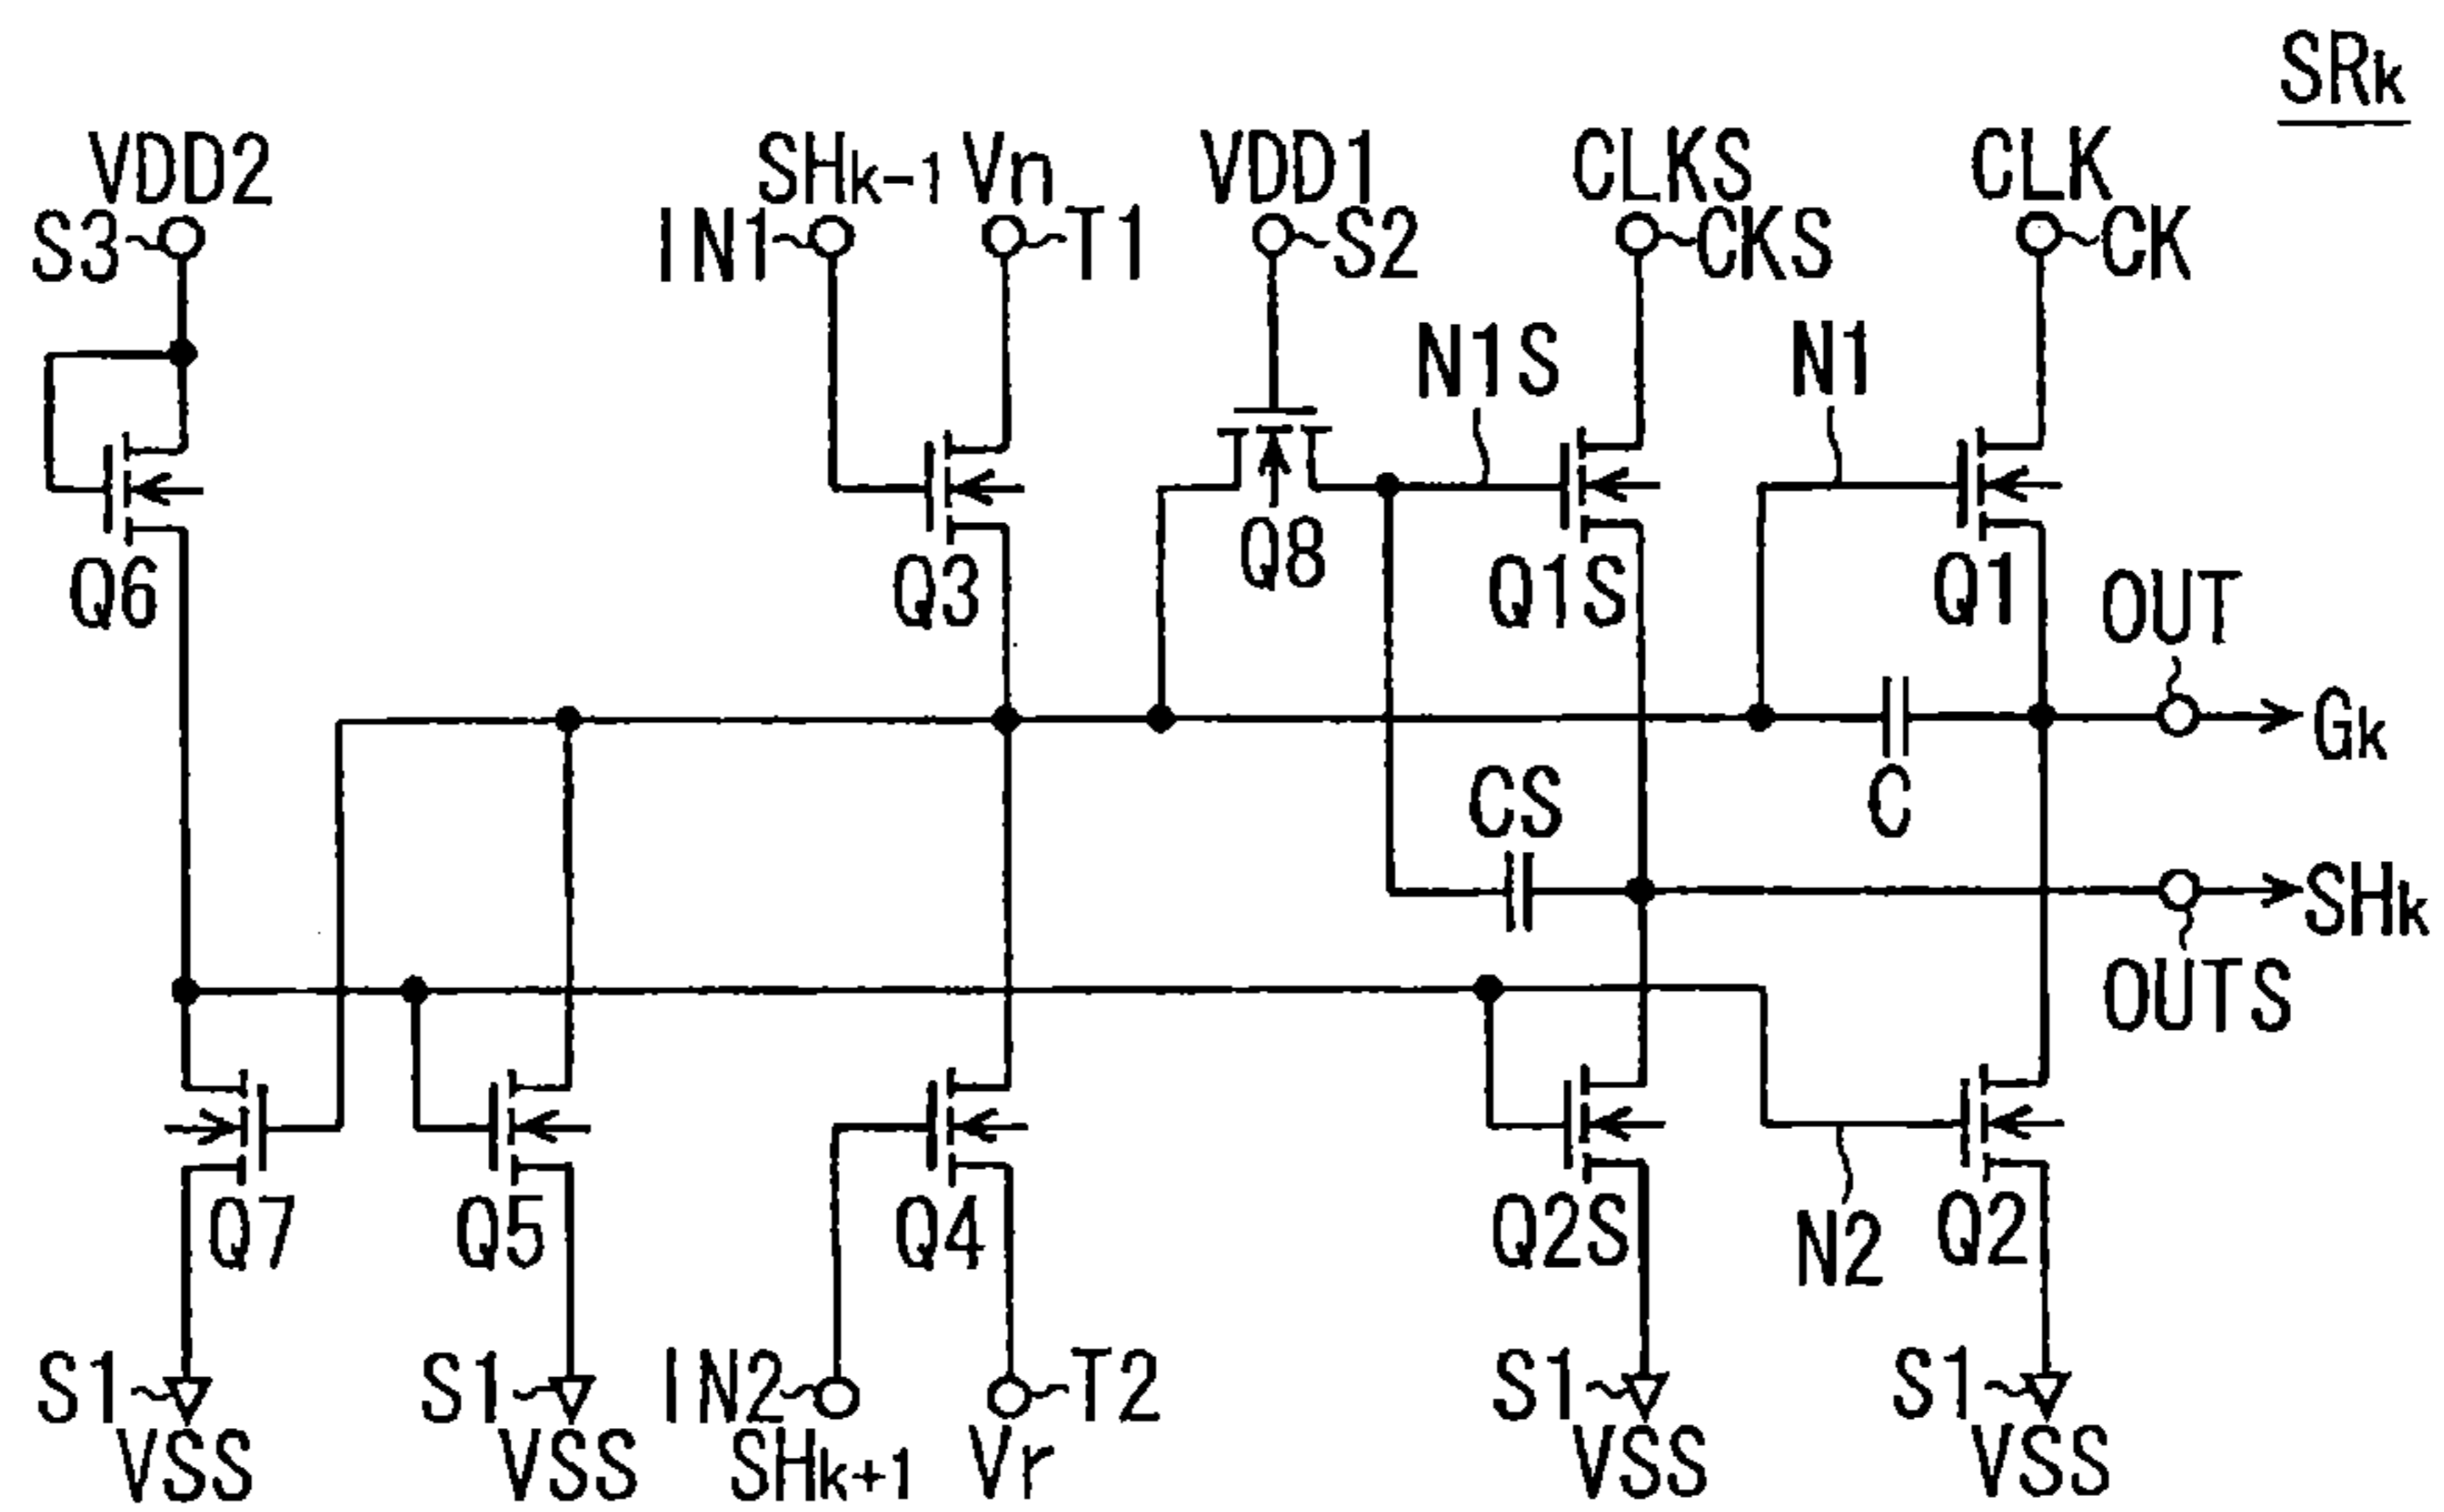 SRk
VDD2
SHk-1
Vn
VDD1
CLKS
CLK
S3
IN1
T1
S2
CKS
CK
N1S
N1
Q6
Q3
Q8
Q1S
Q1
OUT
Gk
CS
C
SHk
OUTS
Q7
Q5
Q4
Q2S
N2
Q2
S1
S1
IN2
T2
S1
S1
VSS
VSS
SHk+1
Vr
VSS
VSS